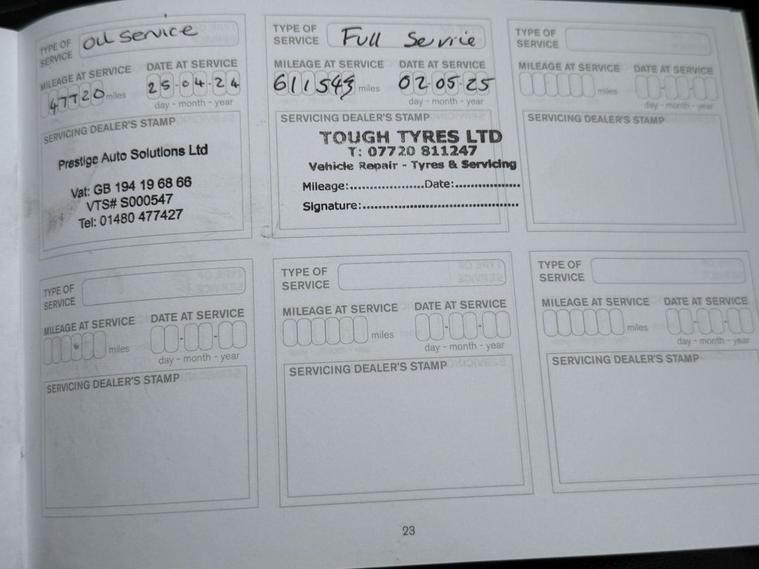 TYPE OF SERVICE OIL Service
MILEAGE AT SERVICE DATE AT SERVICE
47720 miles 25-04-24
day - month - year
SERVICING DEALER'S STAMP
Prestige Auto Solutions Ltd
Vat: GB 194 19 68 66
VTS# S000547
Tel: 01480 477427
TYPE OF SERVICE Full Service
MILEAGE AT SERVICE DATE AT SERVICE
611549 miles 02-05-25
day - month - year
SERVICING DEALER'S STAMP
TOUGH TYRES LTD
T: 07720 811247
Vehicle Repair - Tyres & Servicing
Mileage:....................Date:..................
Signature:..........................................
TYPE OF SERVICE
MILEAGE AT SERVICE DATE AT SERVICE
miles
day - month - year
SERVICING DEALER'S STAMP
TYPE OF SERVICE
MILEAGE AT SERVICE DATE AT SERVICE
miles
day - month - year
SERVICING DEALER'S STAMP
TYPE OF SERVICE
MILEAGE AT SERVICE DATE AT SERVICE
miles
day - month - year
SERVICING DEALER'S STAMP
TYPE OF SERVICE
MILEAGE AT SERVICE DATE AT SERVICE
miles
day - month - year
SERVICING DEALER'S STAMP
23